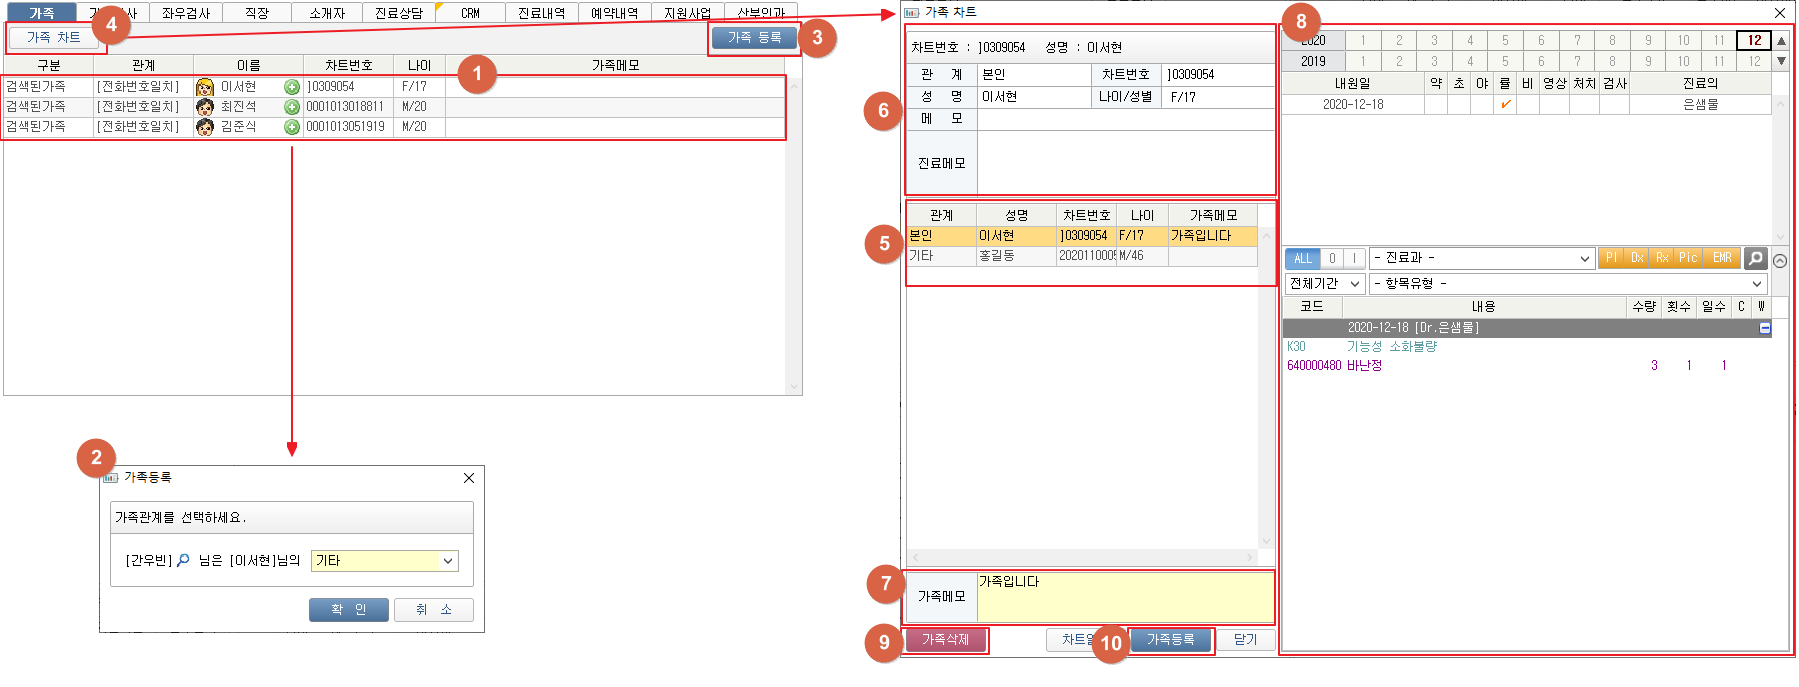 가족 좌우검사 직장 소개자 진료상담 CRM 진료내역 예약내역 지원사업 산부인과
4
가족 차트
가족 등록
3
구분 관계 이름 차트번호 나이 가족메모
1
검색된가족 [전화번호일치] 이서현 J0309054 F/17
검색된가족 [전화번호일치] 최진석 0001013018811 M/20
검색된가족 [전화번호일치] 김준식 0001013051919 M/20
2
가족등록
가족관계를 선택하세요.
[간우빈] 님은 [이서현]님의 기타
확 인 취 소
가족 차트
6
차트번호 : J0309054 성명 : 이서현
관 계 본인 차트번호 J0309054
성 명 이서현 나이/성별 F/17
메 모
진료메모
5
관계 성명 차트번호 나이 가족메모
본인 이서현 J0309054 F/17 가족입니다
기타 홍길동 2020110005 M/46
7
가족메모 가족입니다
9
가족삭제
10
가족등록 닫기
8
2020 1 2 3 4 5 6 7 8 9 10 11 12
2019 1 2 3 4 5 6 7 8 9 10 11 12
내원일 약 초 야 률 비 영상 처치 검사 진료의
2020-12-18 ✓ 은샘물
ALL O I - 진료과 - PI Dx Rx Pic EMR
전체기간 - 항목유형 -
코드 내용 수량 횟수 일수 C W
2020-12-18 [Dr.은샘물]
K30 기능성 소화불량
640000480 바난정 3 1 1